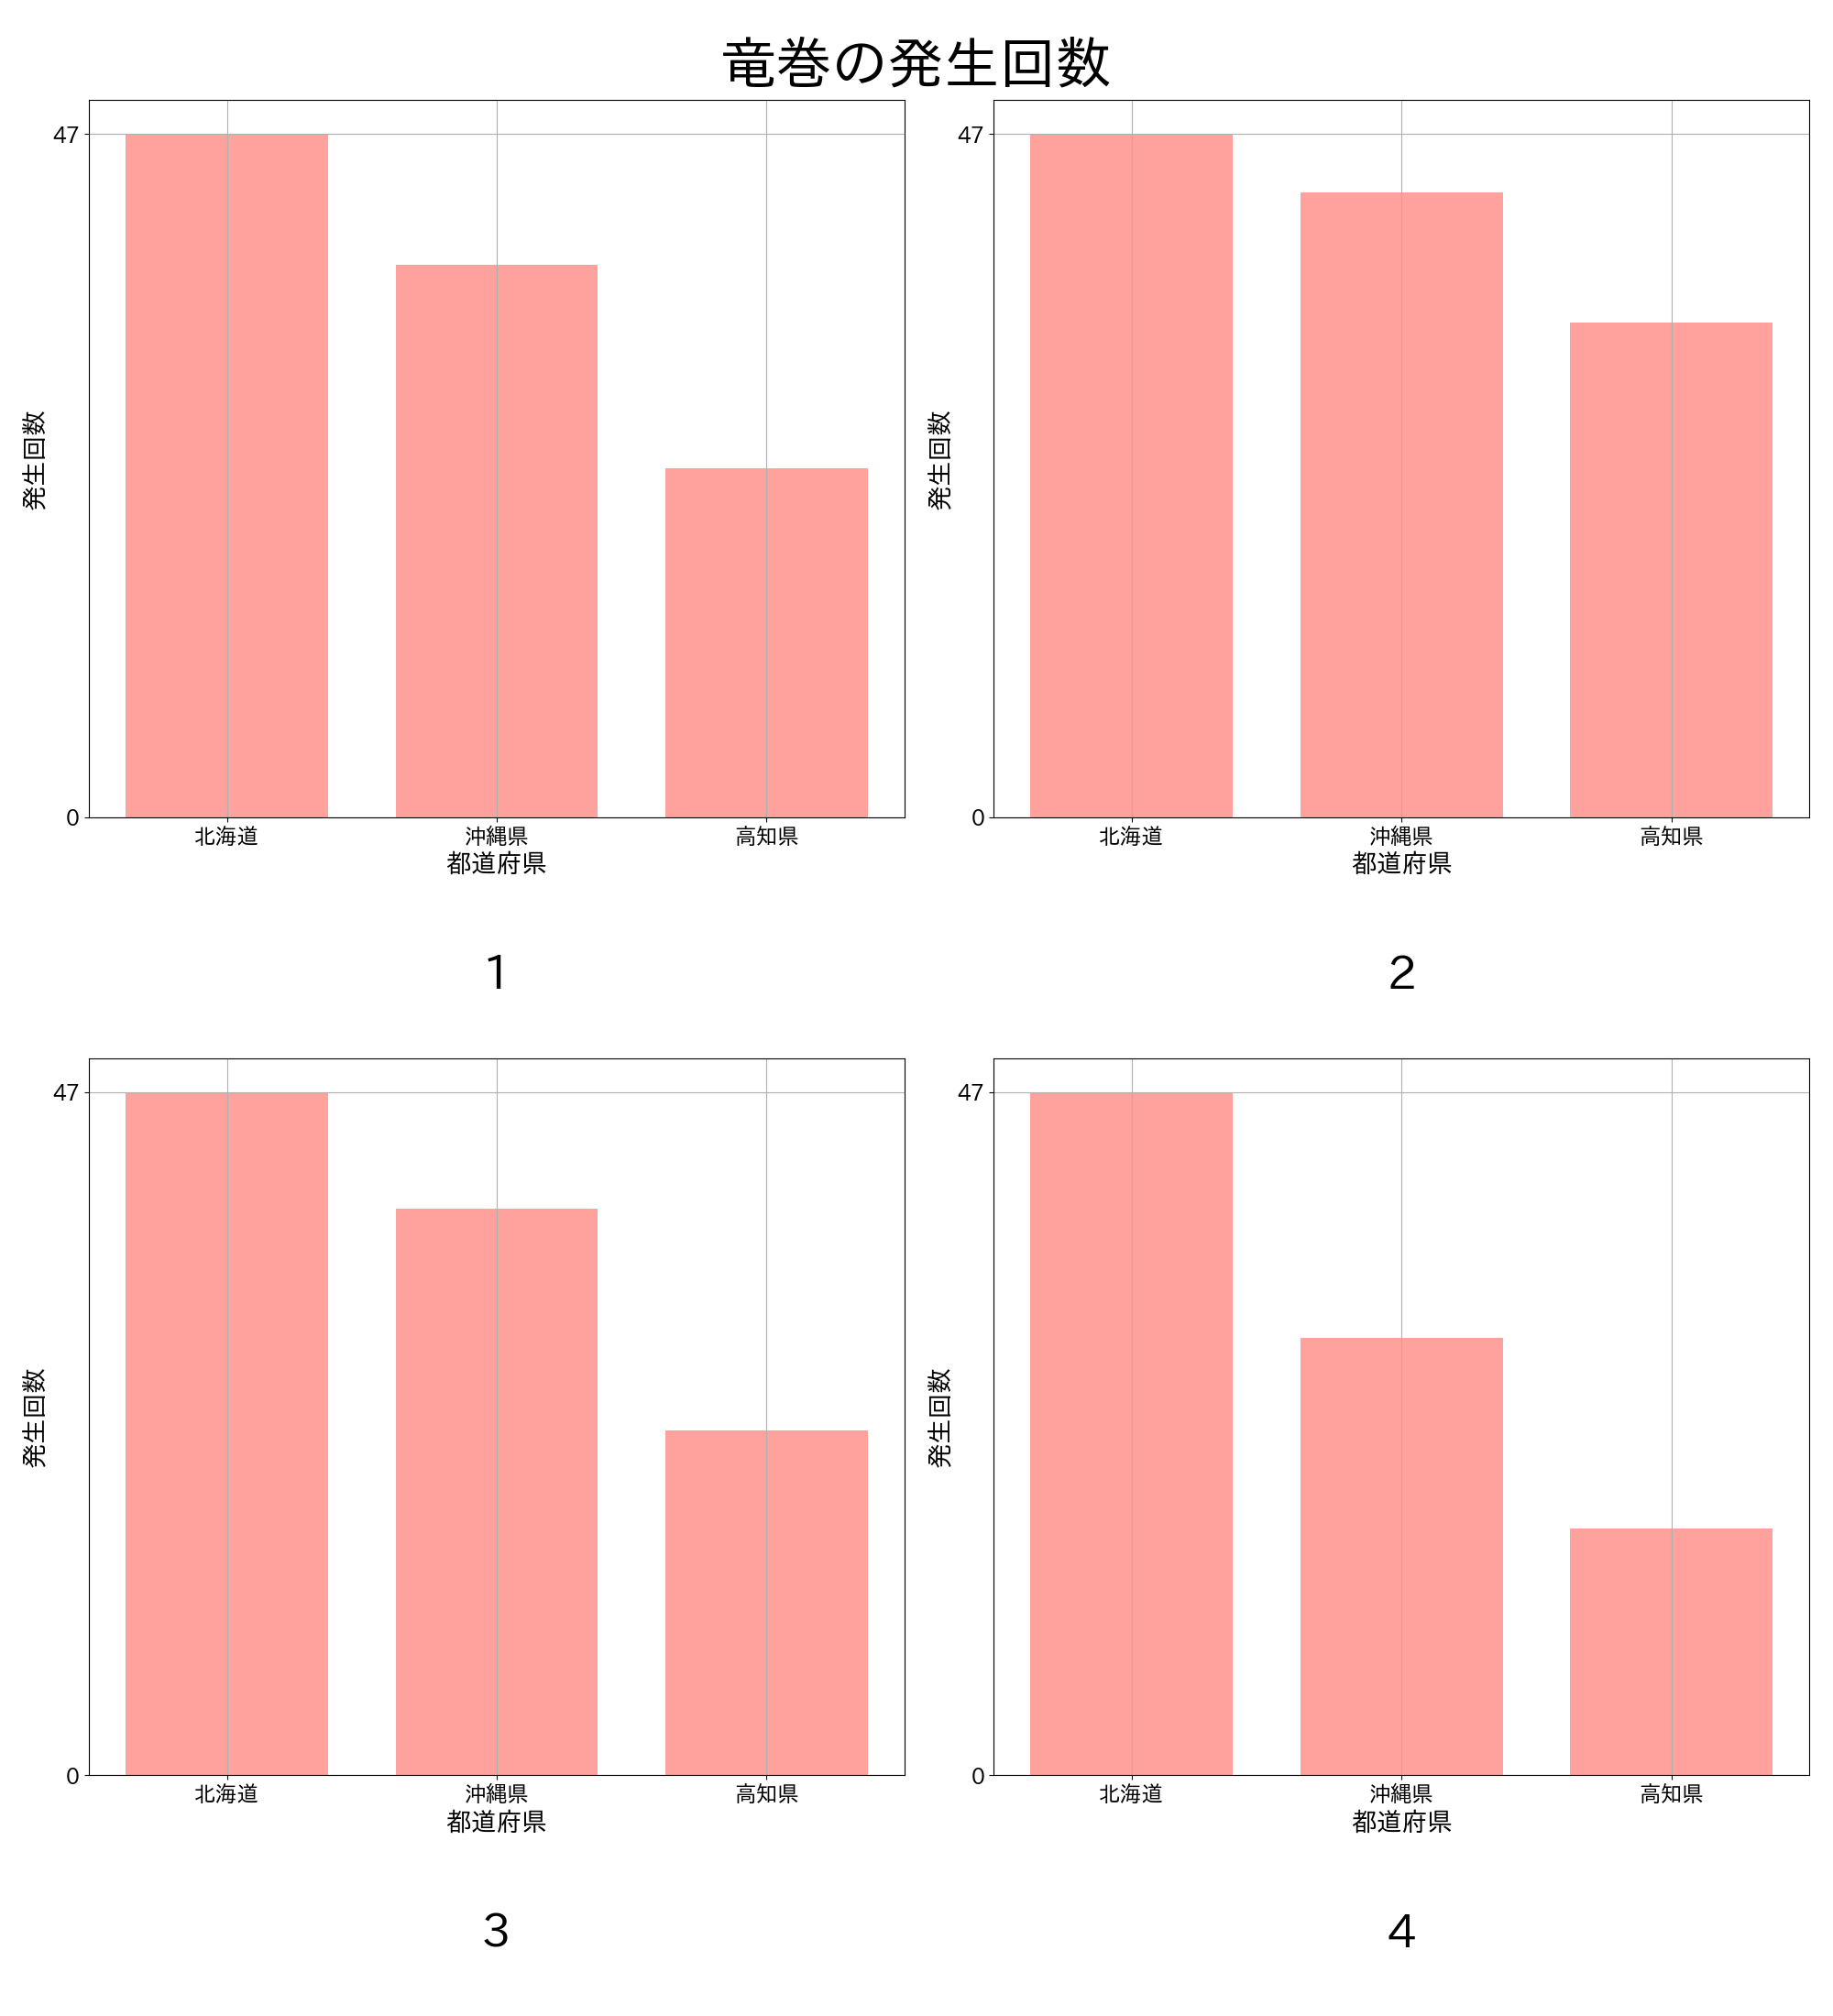 竜巻の発生回数
47
0
発生回数
北海道 沖縄県 高知県
都道府県
1
47
0
発生回数
北海道 沖縄県 高知県
都道府県
2
47
0
発生回数
北海道 沖縄県 高知県
都道府県
3
47
0
発生回数
北海道 沖縄県 高知県
都道府県
4